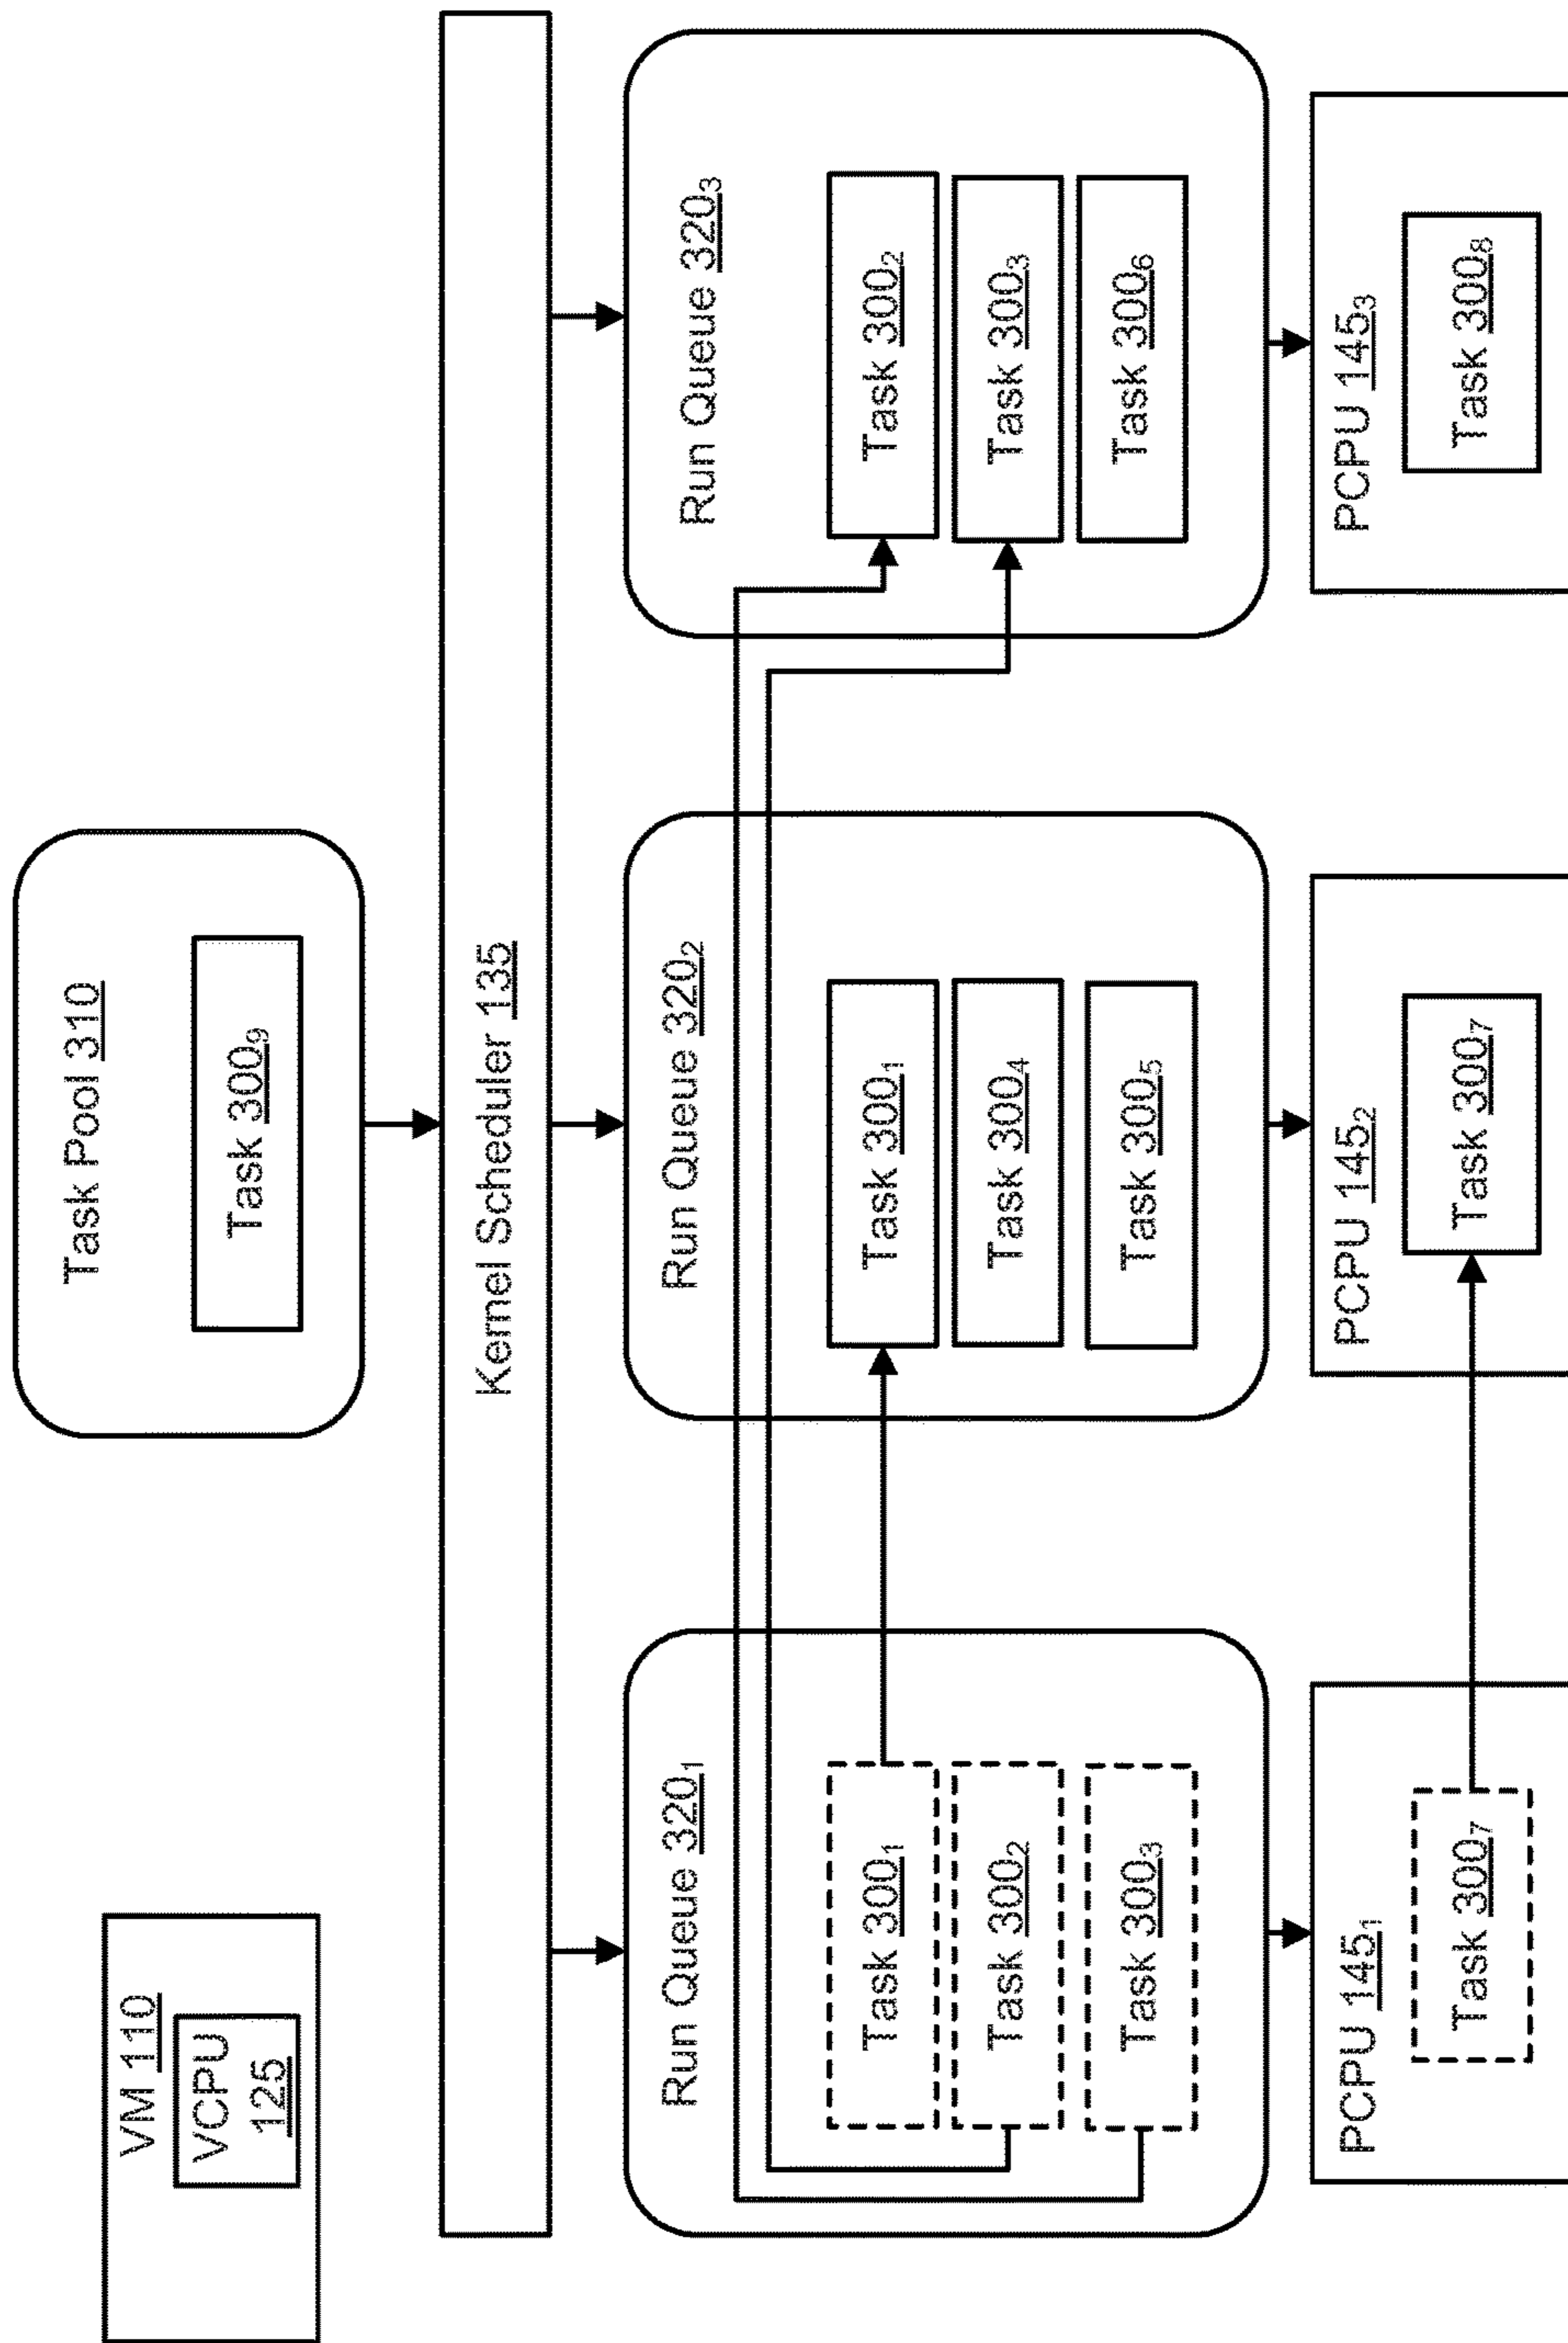 VM 110
VCPU
125
Task Pool 310
Task 300₉
Kernel Scheduler 135
Run Queue 320₁
Task 300₁
Task 300₂
Task 300₃
Run Queue 320₂
Task 300₁
Task 300₄
Task 300₅
Run Queue 320₃
Task 300₂
Task 300₃
Task 300₆
PCPU 145₁
Task 300₇
PCPU 145₂
Task 300₇
PCPU 145₃
Task 300₈